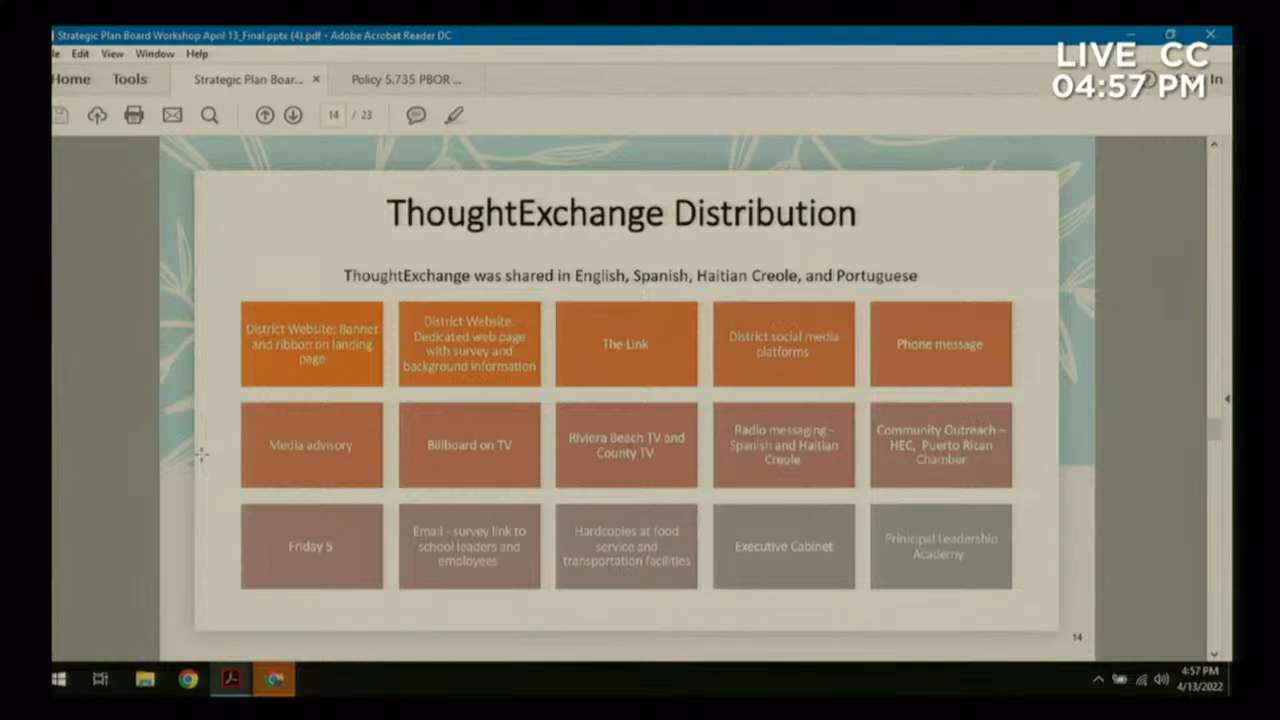 Strategic Plan Board Workshop April 13_Final.pptx (4).pdf - Adobe Acrobat Reader DC
Edit View Window Help
LIVE CC
04:57 PM
Home Tools Strategic Plan Boar... × Policy 5.735 PBOR ... In
14 / 23
ThoughtExchange Distribution
ThoughtExchange was shared in English, Spanish, Haitian Creole, and Portuguese
District Website: Banner
and ribbon on landing
page
District Website.
Dedicated web page
with survey and
background information
The Link
District social media
platforms
Phone message
Media advisory
Billboard on TV
Riviera Beach TV and
County TV
Radio messaging -
Spanish and Haitian
Creole
Community Outreach –
HEC, Puerto Rican
Chamber
Friday 5
Email - survey link to
school leaders and
employees
Hardcopies at food
service and
transportation facilities
Executive Cabinet
Prinicipal Leadership
Academy
14
4:57 PM
4/13/2022